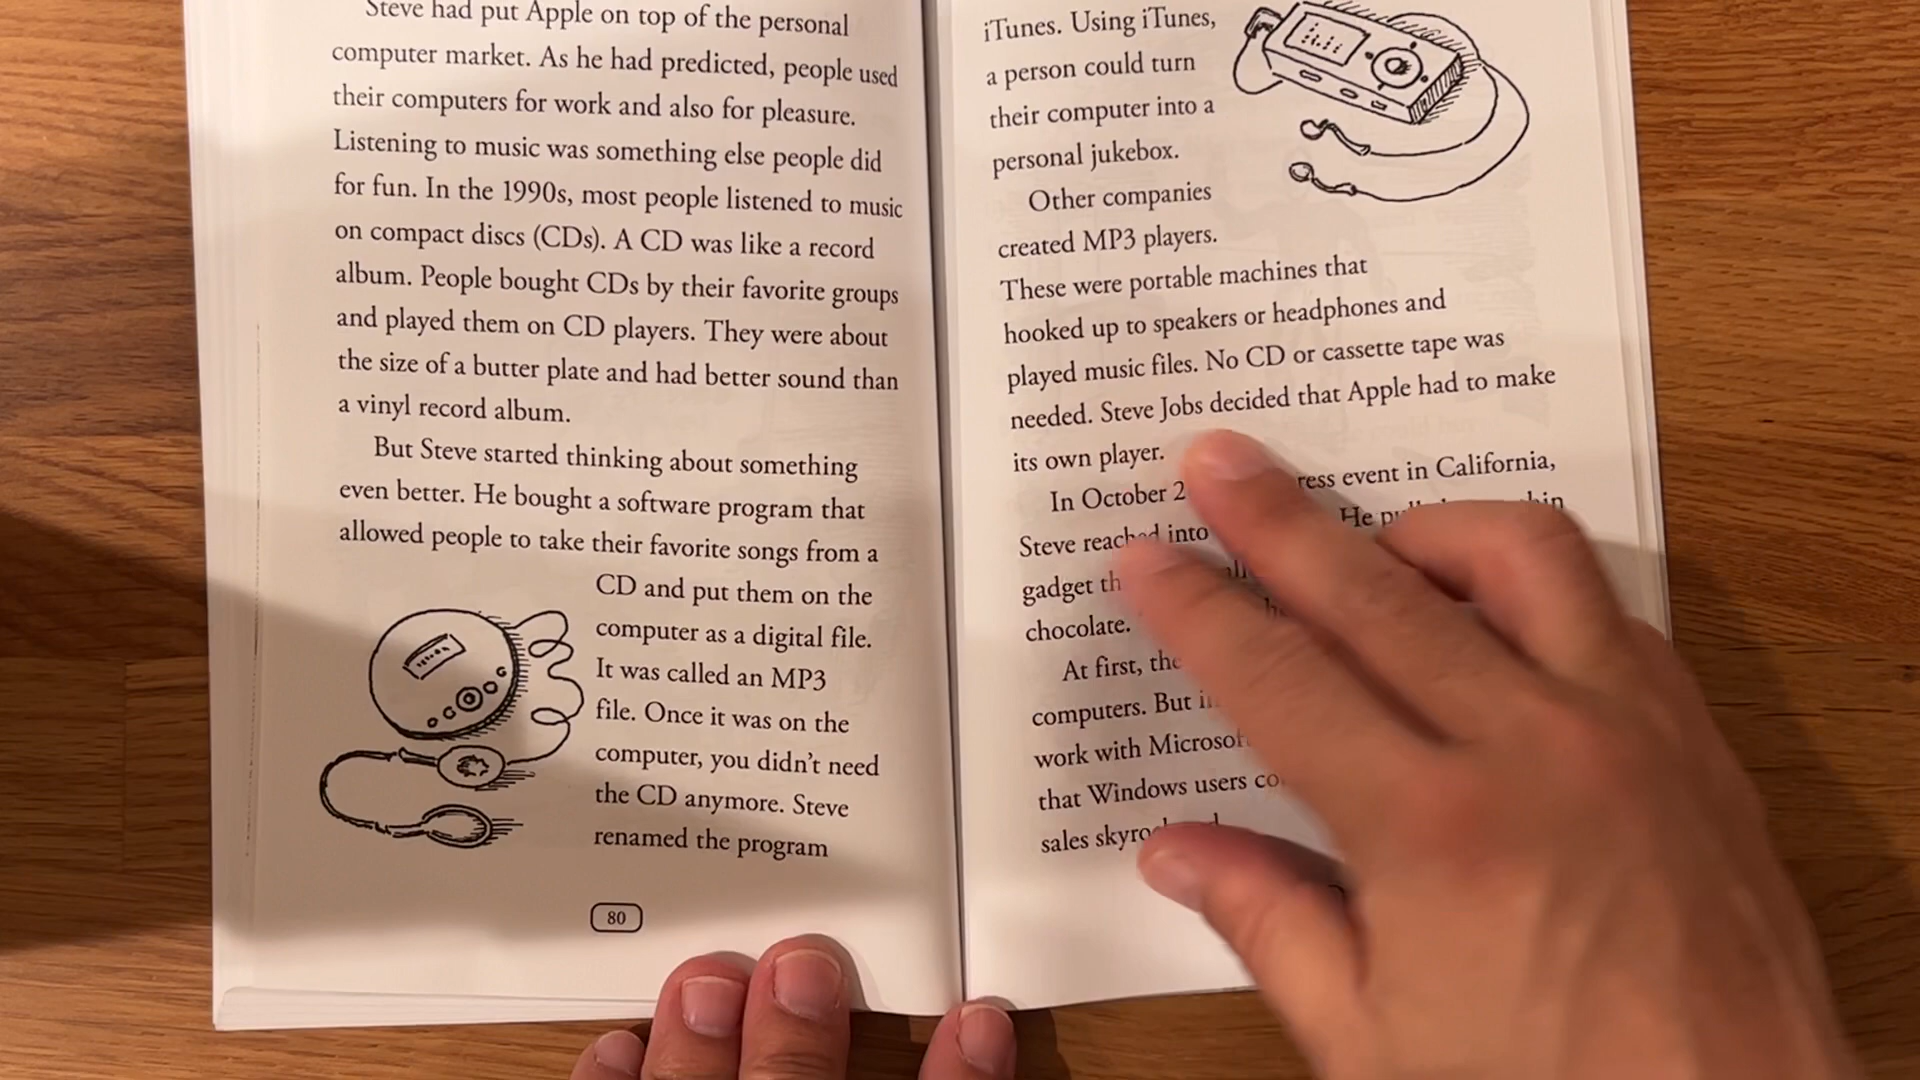 Steve had put Apple on top of the personal
computer market. As he had predicted, people used
their computers for work and also for pleasure.
Listening to music was something else people did
for fun. In the 1990s, most people listened to music
on compact discs (CDs). A CD was like a record
album. People bought CDs by their favorite groups
and played them on CD players. They were about
the size of a butter plate and had better sound than
a vinyl record album.
But Steve started thinking about something
even better. He bought a software program that
allowed people to take their favorite songs from a
CD and put them on the
computer as a digital file.
It was called an MP3
file. Once it was on the
computer, you didn't need
the CD anymore. Steve
renamed the program
80
iTunes. Using iTunes,
a person could turn
their computer into a
personal jukebox.
Other companies
created MP3 players.
These were portable machines that
hooked up to speakers or headphones and
played music files. No CD or cassette tape was
needed. Steve Jobs decided that Apple had to make
its own player.
In October event in California,
Steve reached into He
gadget
chocolate.
At first,
computers. But
work with Microsoft
that Windows users
sales